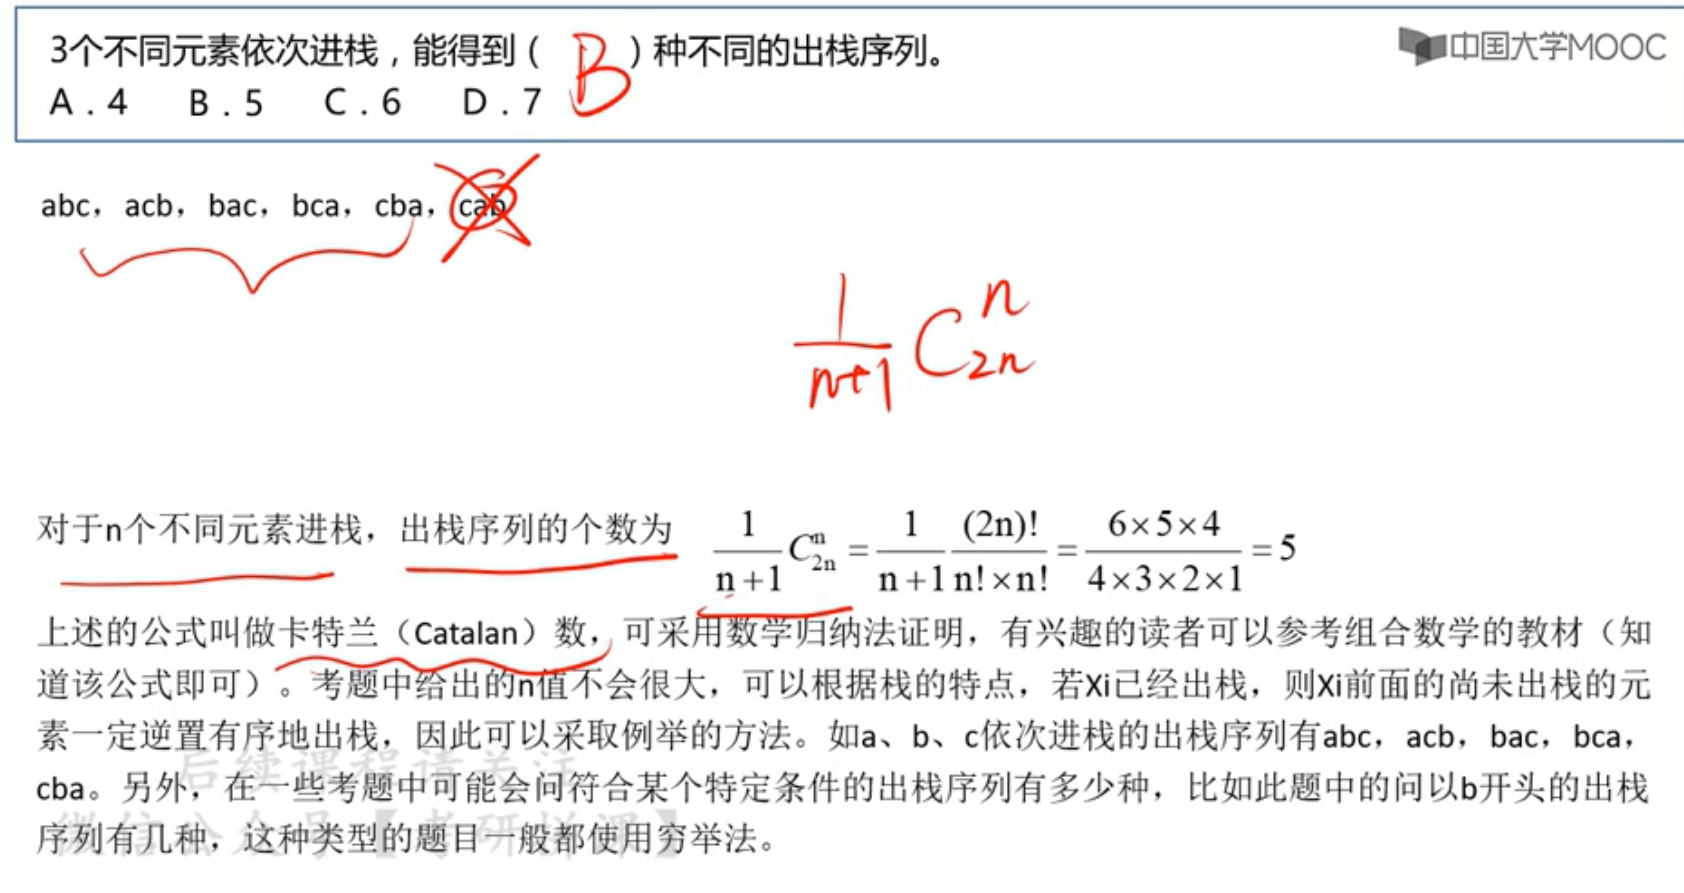 3个不同元素依次进栈，能得到（ B ）种不同的出栈序列。
中国大学MOOC
A．4 B．5 C．6 D．7
abc，acb，bac，bca，cba，cab
1/(n+1) C_{2n}^{n}
对于n个不同元素进栈，出栈序列的个数为 1/(n+1) C_{2n}^{n} = 1/(n+1) (2n)!/(n!×n!) = (6×5×4)/(4×3×2×1) = 5
上述的公式叫做卡特兰（Catalan）数，可采用数学归纳法证明，有兴趣的读者可以参考组合数学的教材（知
道该公式即可）。考题中给出的n值不会很大，可以根据栈的特点，若Xi已经出栈，则Xi前面的尚未出栈的元
素一定逆置有序地出栈，因此可以采取例举的方法。如a、b、c依次进栈的出栈序列有abc，acb，bac，bca，
cba。另外，在一些考题中可能会问符合某个特定条件的出栈序列有多少种，比如此题中的问以b开头的出栈
序列有几种，这种类型的题目一般都使用穷举法。
后续课程请关注
微信公众号【考研拼课】